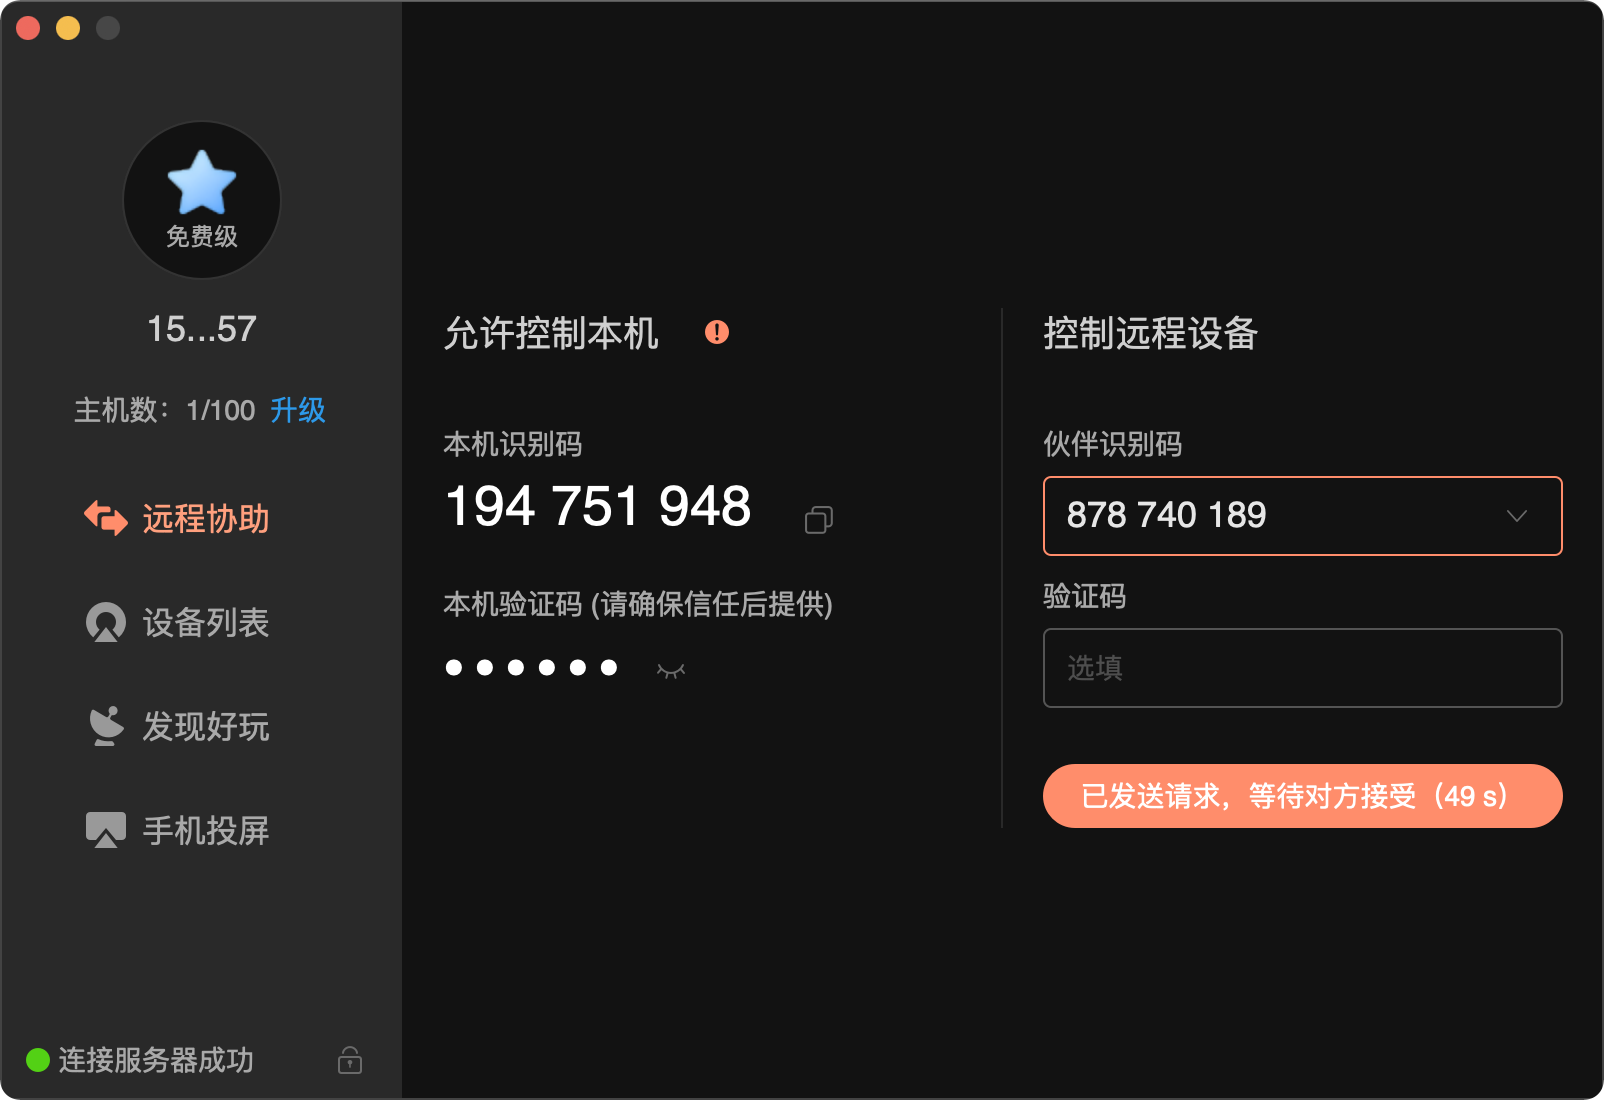 免费级
15...57
主机数：1/100 升级
远程协助
设备列表
发现好玩
手机投屏
连接服务器成功
允许控制本机
本机识别码
194 751 948
本机验证码 (请确保信任后提供)
••••••
控制远程设备
伙伴识别码
878 740 189
验证码
选填
已发送请求，等待对方接受（49 s）